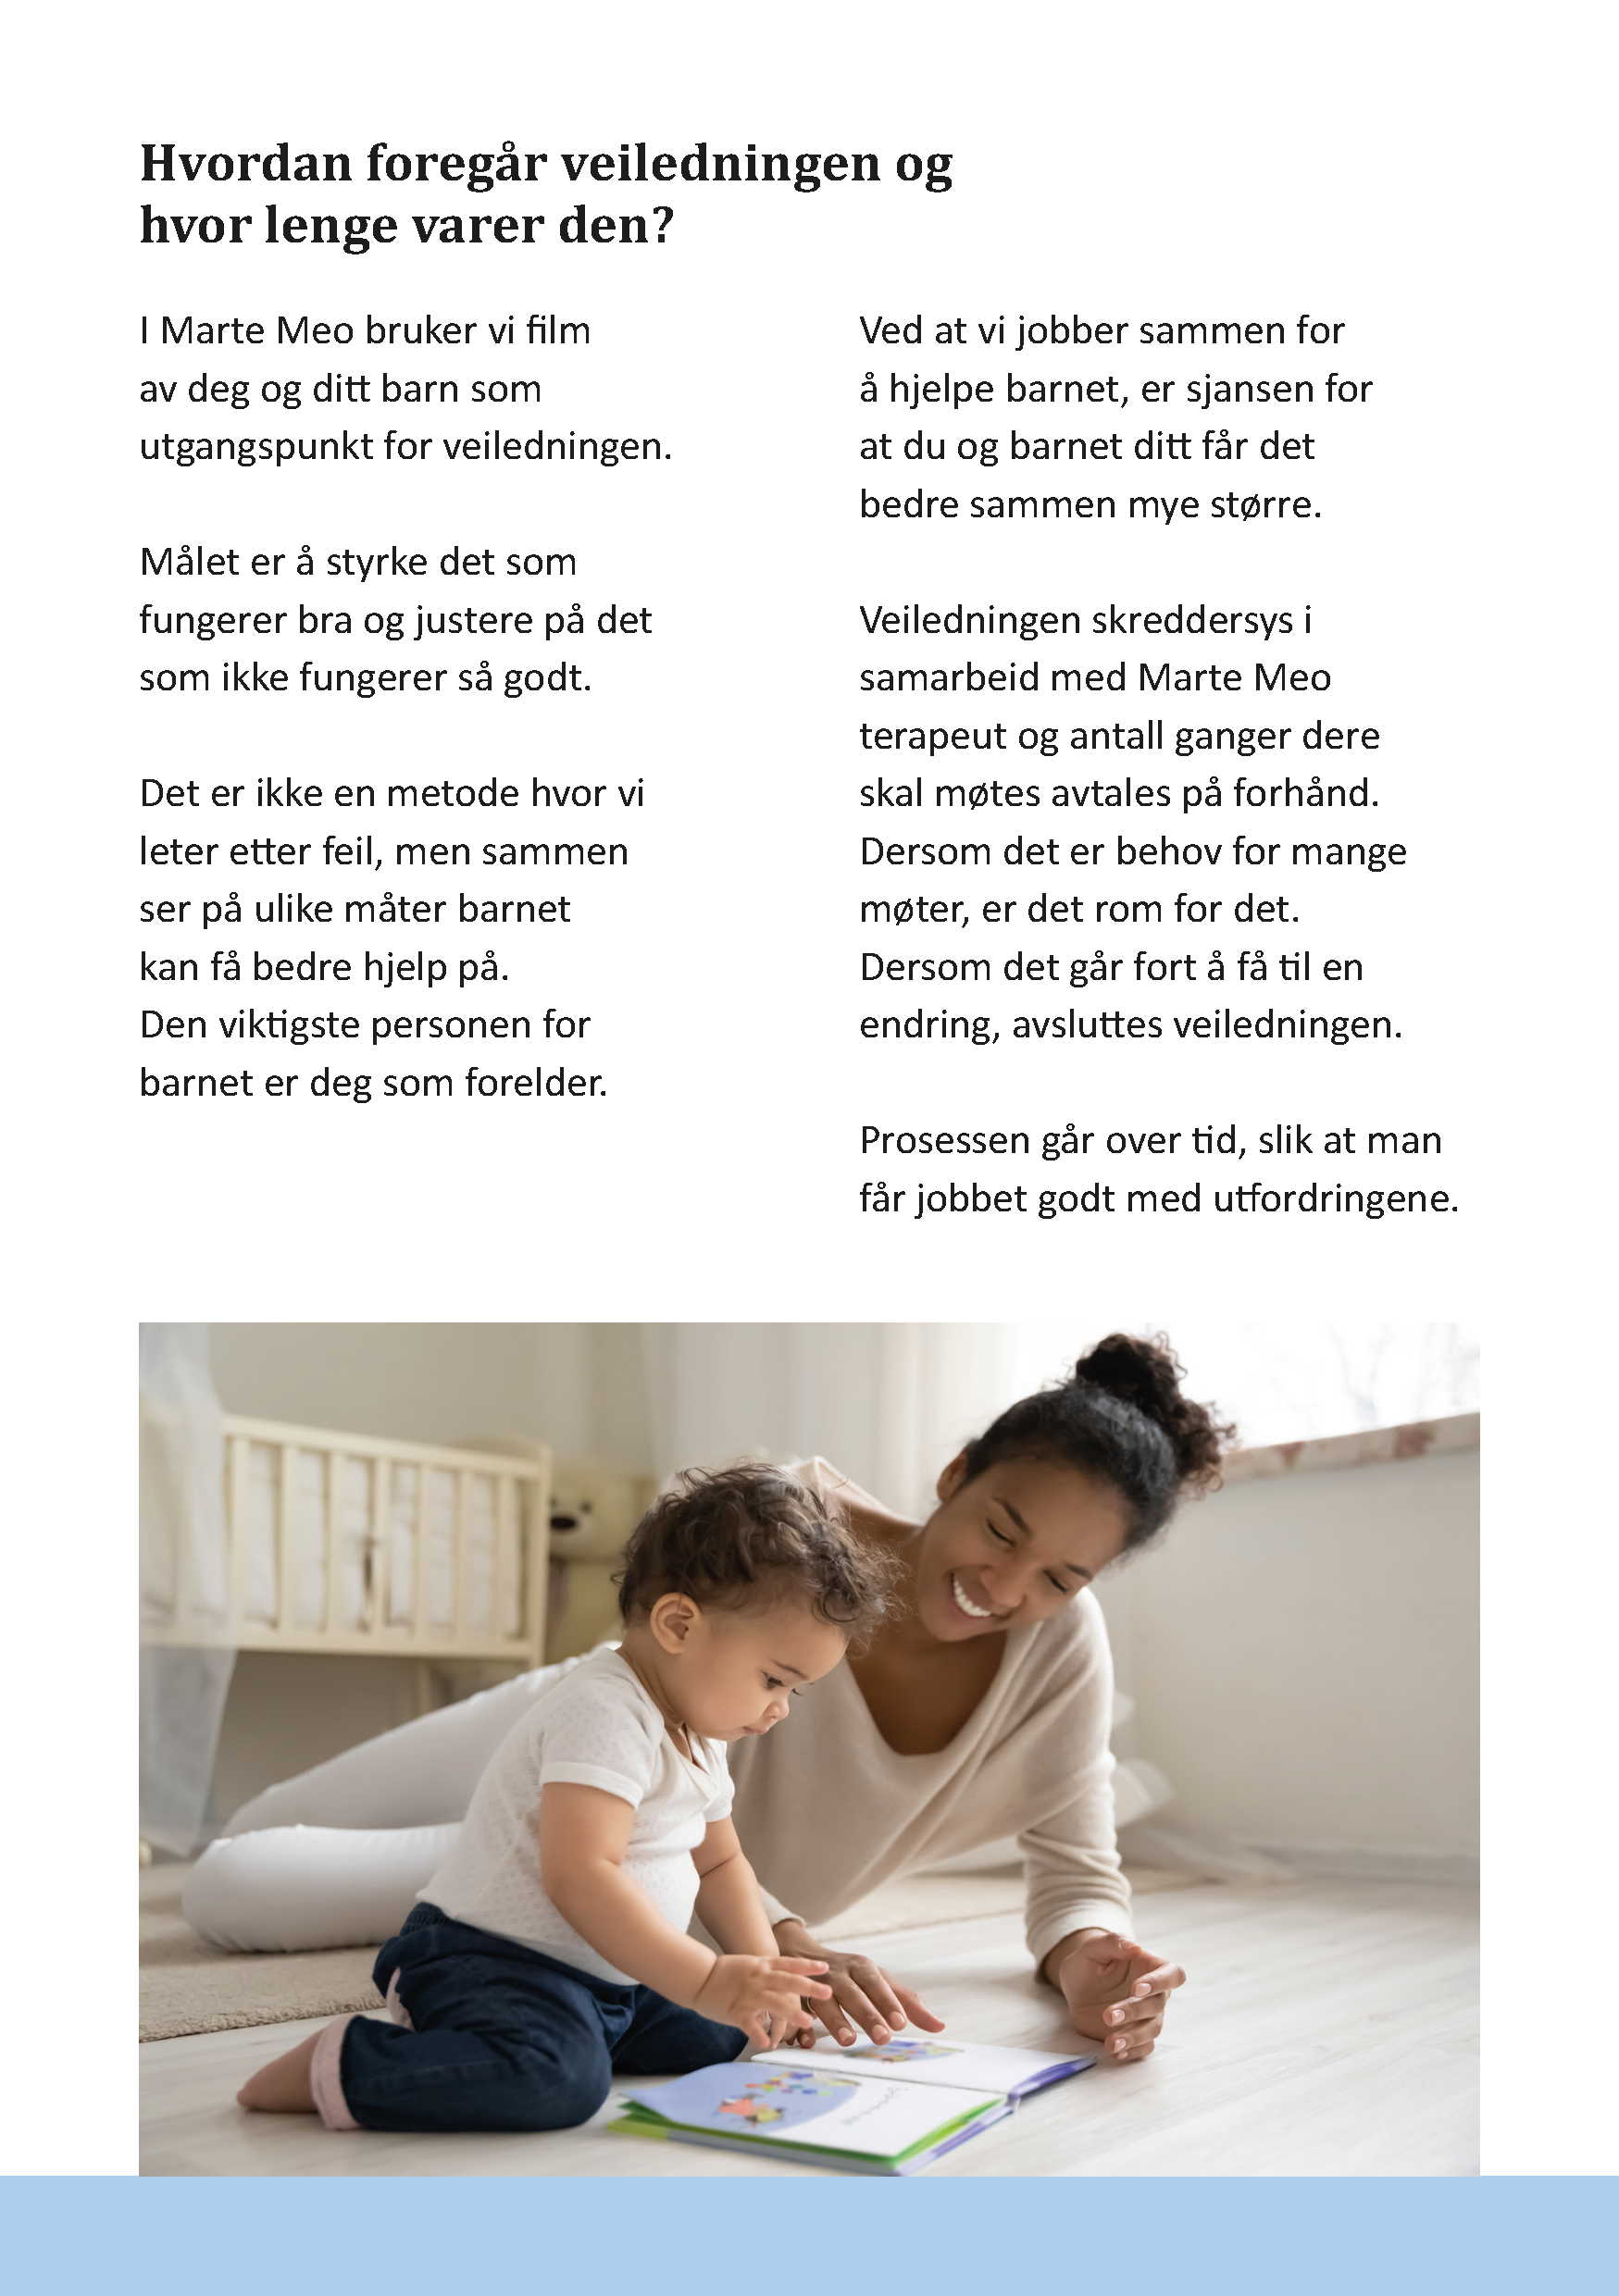 Hvordan foregår veiledningen og
hvor lenge varer den?
I Marte Meo bruker vi film
av deg og ditt barn som
utgangspunkt for veiledningen.
Målet er å styrke det som
fungerer bra og justere på det
som ikke fungerer så godt.
Det er ikke en metode hvor vi
leter etter feil, men sammen
ser på ulike måter barnet
kan få bedre hjelp på.
Den viktigste personen for
barnet er deg som forelder.
Ved at vi jobber sammen for
å hjelpe barnet, er sjansen for
at du og barnet ditt får det
bedre sammen mye større.
Veiledningen skreddersys i
samarbeid med Marte Meo
terapeut og antall ganger dere
skal møtes avtales på forhånd.
Dersom det er behov for mange
møter, er det rom for det.
Dersom det går fort å få til en
endring, avsluttes veiledningen.
Prosessen går over tid, slik at man
får jobbet godt med utfordringene.